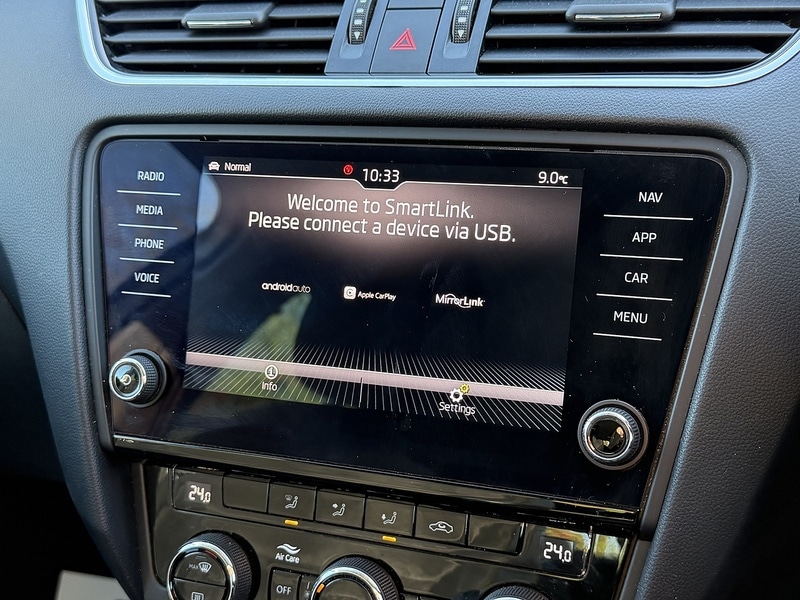 Normal
10:33
9.0°C
RADIO
MEDIA
PHONE
VOICE
Welcome to SmartLink.
Please connect a device via USB.
androidauto
Apple CarPlay
MirrorLink
Info
Settings
NAV
APP
CAR
MENU
24.0
24.0
Air Care
MAX
OFF